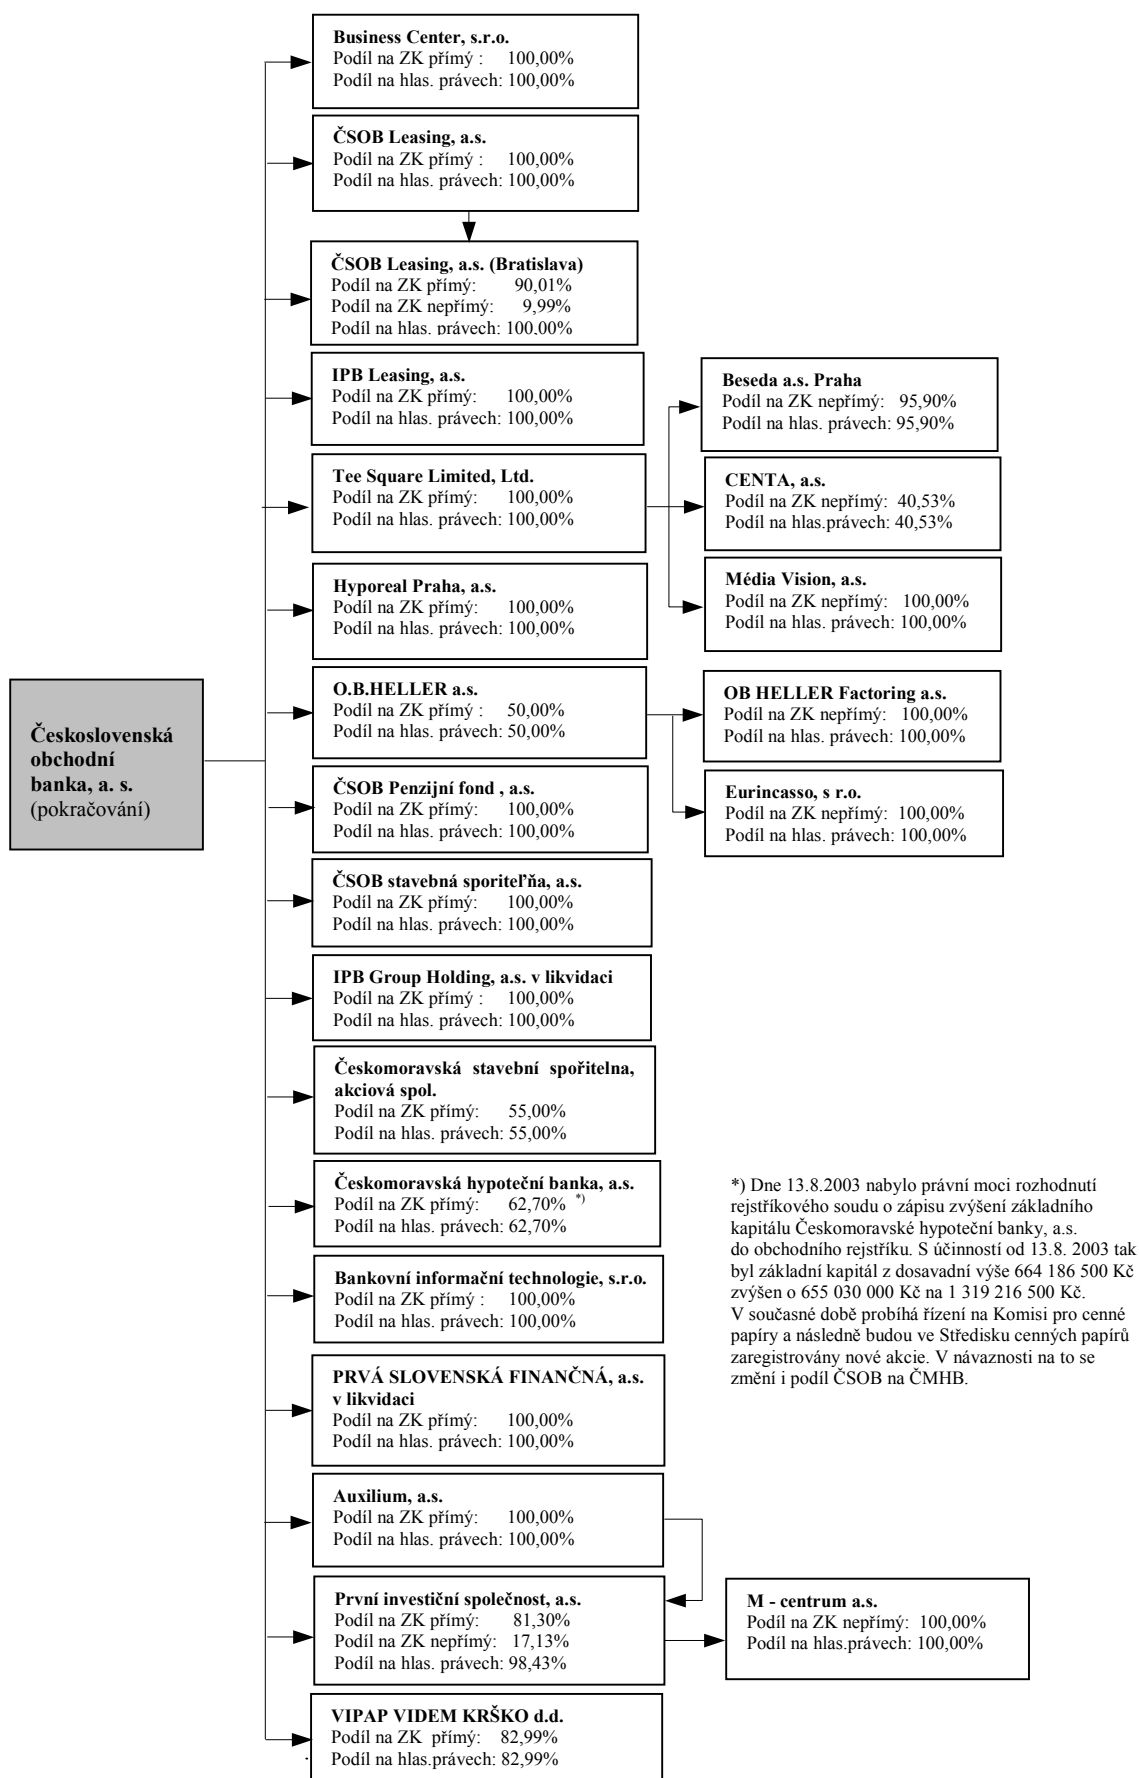 Business Center, s.r.o.
Podíl na ZK přímý : 100,00%
Podíl na hlas. právech: 100,00%
ČSOB Leasing, a.s.
Podíl na ZK přímý : 100,00%
Podíl na hlas. právech: 100,00%
ČSOB Leasing, a.s. (Bratislava)
Podíl na ZK přímý: 90,01%
Podíl na ZK nepřímý: 9,99%
Podíl na hlas. právech: 100,00%
IPB Leasing, a.s.
Podíl na ZK přímý: 100,00%
Podíl na hlas. právech: 100,00%
Beseda a.s. Praha
Podíl na ZK nepřímý: 95,90%
Podíl na hlas. právech: 95,90%
Tee Square Limited, Ltd.
Podíl na ZK přímý: 100,00%
Podíl na hlas. právech: 100,00%
CENTA, a.s.
Podíl na ZK nepřímý: 40,53%
Podíl na hlas.právech: 40,53%
Hyporeal Praha, a.s.
Podíl na ZK přímý: 100,00%
Podíl na hlas. právech: 100,00%
Média Vision, a.s.
Podíl na ZK nepřímý: 100,00%
Podíl na hlas. právech: 100,00%
O.B.HELLER a.s.
Podíl na ZK přímý : 50,00%
Podíl na hlas. právech: 50,00%
OB HELLER Factoring a.s.
Podíl na ZK nepřímý: 100,00%
Podíl na hlas. právech: 100,00%
Československá
obchodní
banka, a. s.
(pokračování)
ČSOB Penzijní fond , a.s.
Podíl na ZK přímý: 100,00%
Podíl na hlas. právech: 100,00%
Eurincasso, s r.o.
Podíl na ZK nepřímý: 100,00%
Podíl na hlas. právech: 100,00%
ČSOB stavebná sporiteľňa, a.s.
Podíl na ZK přímý: 100,00%
Podíl na hlas. právech: 100,00%
IPB Group Holding, a.s. v likvidaci
Podíl na ZK přímý : 100,00%
Podíl na hlas. právech: 100,00%
Českomoravská stavební spořitelna,
akciová spol.
Podíl na ZK přímý: 55,00%
Podíl na hlas. právech: 55,00%
Českomoravská hypoteční banka, a.s.
Podíl na ZK přímý: 62,70% *)
Podíl na hlas. právech: 62,70%
*) Dne 13.8.2003 nabylo právní moci rozhodnutí
rejstříkového soudu o zápisu zvýšení základního
kapitálu Českomoravské hypoteční banky, a.s.
do obchodního rejstříku. S účinností od 13.8. 2003 tak
byl základní kapitál z dosavadní výše 664 186 500 Kč
zvýšen o 655 030 000 Kč na 1 319 216 500 Kč.
V současné době probíhá řízení na Komisi pro cenné
papíry a následně budou ve Středisku cenných papírů
zaregistrovány nové akcie. V návaznosti na to se
změní i podíl ČSOB na ČMHB.
Bankovní informační technologie, s.r.o.
Podíl na ZK přímý : 100,00%
Podíl na hlas. právech: 100,00%
PRVÁ SLOVENSKÁ FINANČNÁ, a.s.
v likvidaci
Podíl na ZK přímý: 100,00%
Podíl na hlas. právech: 100,00%
Auxilium, a.s.
Podíl na ZK přímý: 100,00%
Podíl na hlas. právech: 100,00%
První investiční společnost, a.s.
Podíl na ZK přímý: 81,30%
Podíl na ZK nepřímý: 17,13%
Podíl na hlas. právech: 98,43%
M - centrum a.s.
Podíl na ZK nepřímý: 100,00%
Podíl na hlas.právech: 100,00%
VIPAP VIDEM KRŠKO d.d.
Podíl na ZK přímý: 82,99%
Podíl na hlas.právech: 82,99%